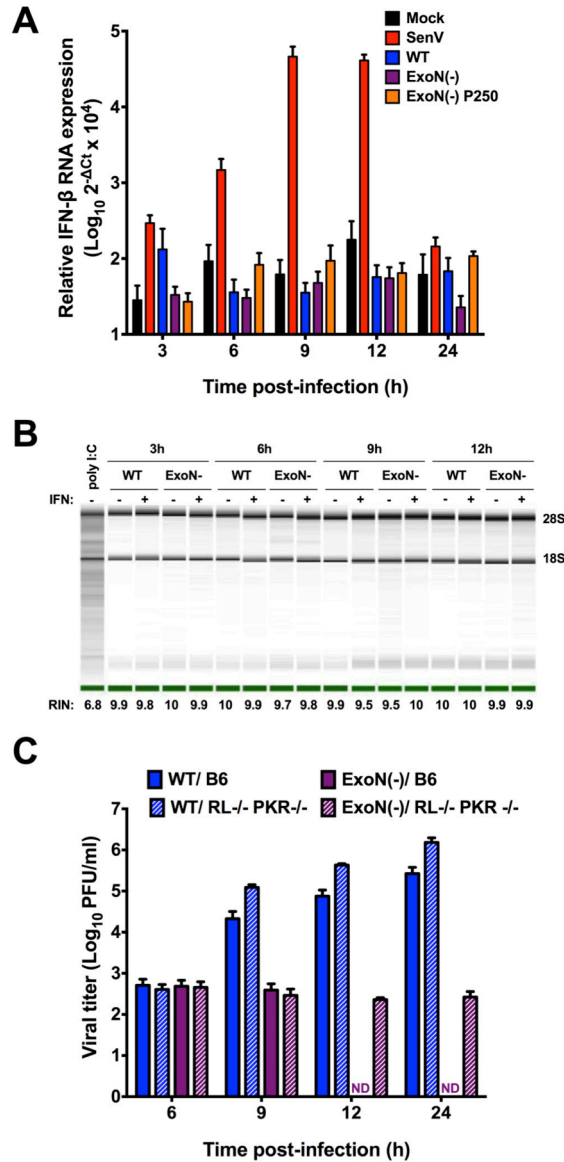 A
Mock
SenV
WT
ExoN(-)
ExoN(-) P250
Relative IFN-β RNA expression
(Log₁₀ 2^-ΔCt x 10⁴)
5
4
3
2
1
3 6 9 12 24
Time post-infection (h)
B
poly I:C
3h 6h 9h 12h
WT ExoN- WT ExoN- WT ExoN- WT ExoN-
IFN: - - + - + - + - + - + - + - + - +
28S
18S
RIN: 6.8 9.9 9.8 10 9.9 10 9.9 9.7 9.8 9.9 9.5 9.5 10 10 10 9.9 9.9
C
WT/ B6 ExoN(-)/ B6
WT/ RL-/- PKR-/- ExoN(-)/ RL-/- PKR -/-
Viral titer (Log₁₀ PFU/ml)
7
6
5
4
3
2
1
0
ND ND
6 9 12 24
Time post-infection (h)